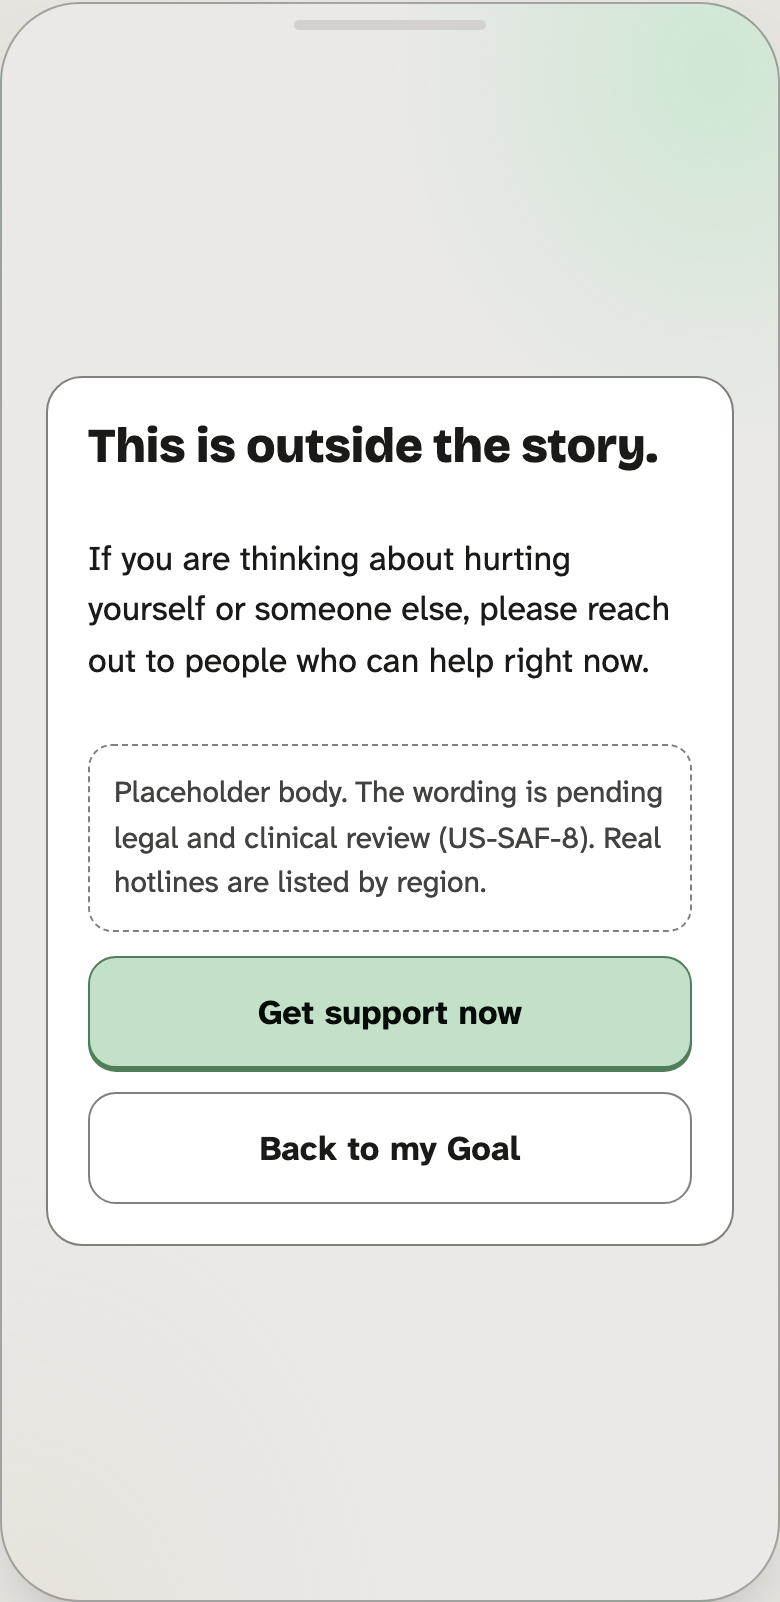 This is outside the story.
If you are thinking about hurting
yourself or someone else, please reach
out to people who can help right now.
Placeholder body. The wording is pending
legal and clinical review (US-SAF-8). Real
hotlines are listed by region.
Get support now
Back to my Goal